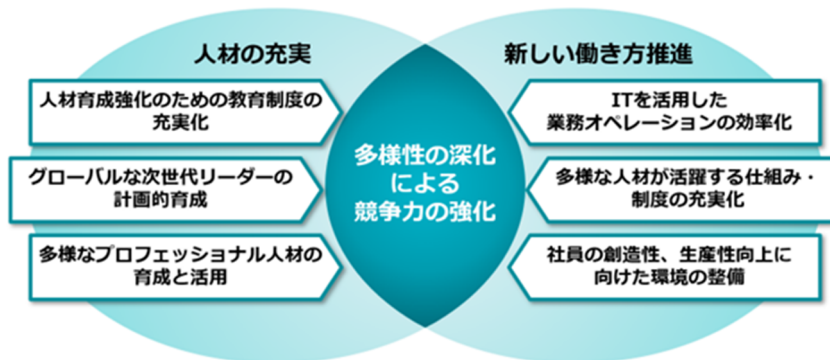 人材の充実
人材育成強化のための教育制度の
充実化
グローバルな次世代リーダーの
計画的育成
多様なプロフェッショナル人材の
育成と活用
多様性の深化
による
競争力の強化
新しい働き方推進
ITを活用した
業務オペレーションの効率化
多様な人材が活躍する仕組み・
制度の充実化
社員の創造性、生産性向上に
向けた環境の整備